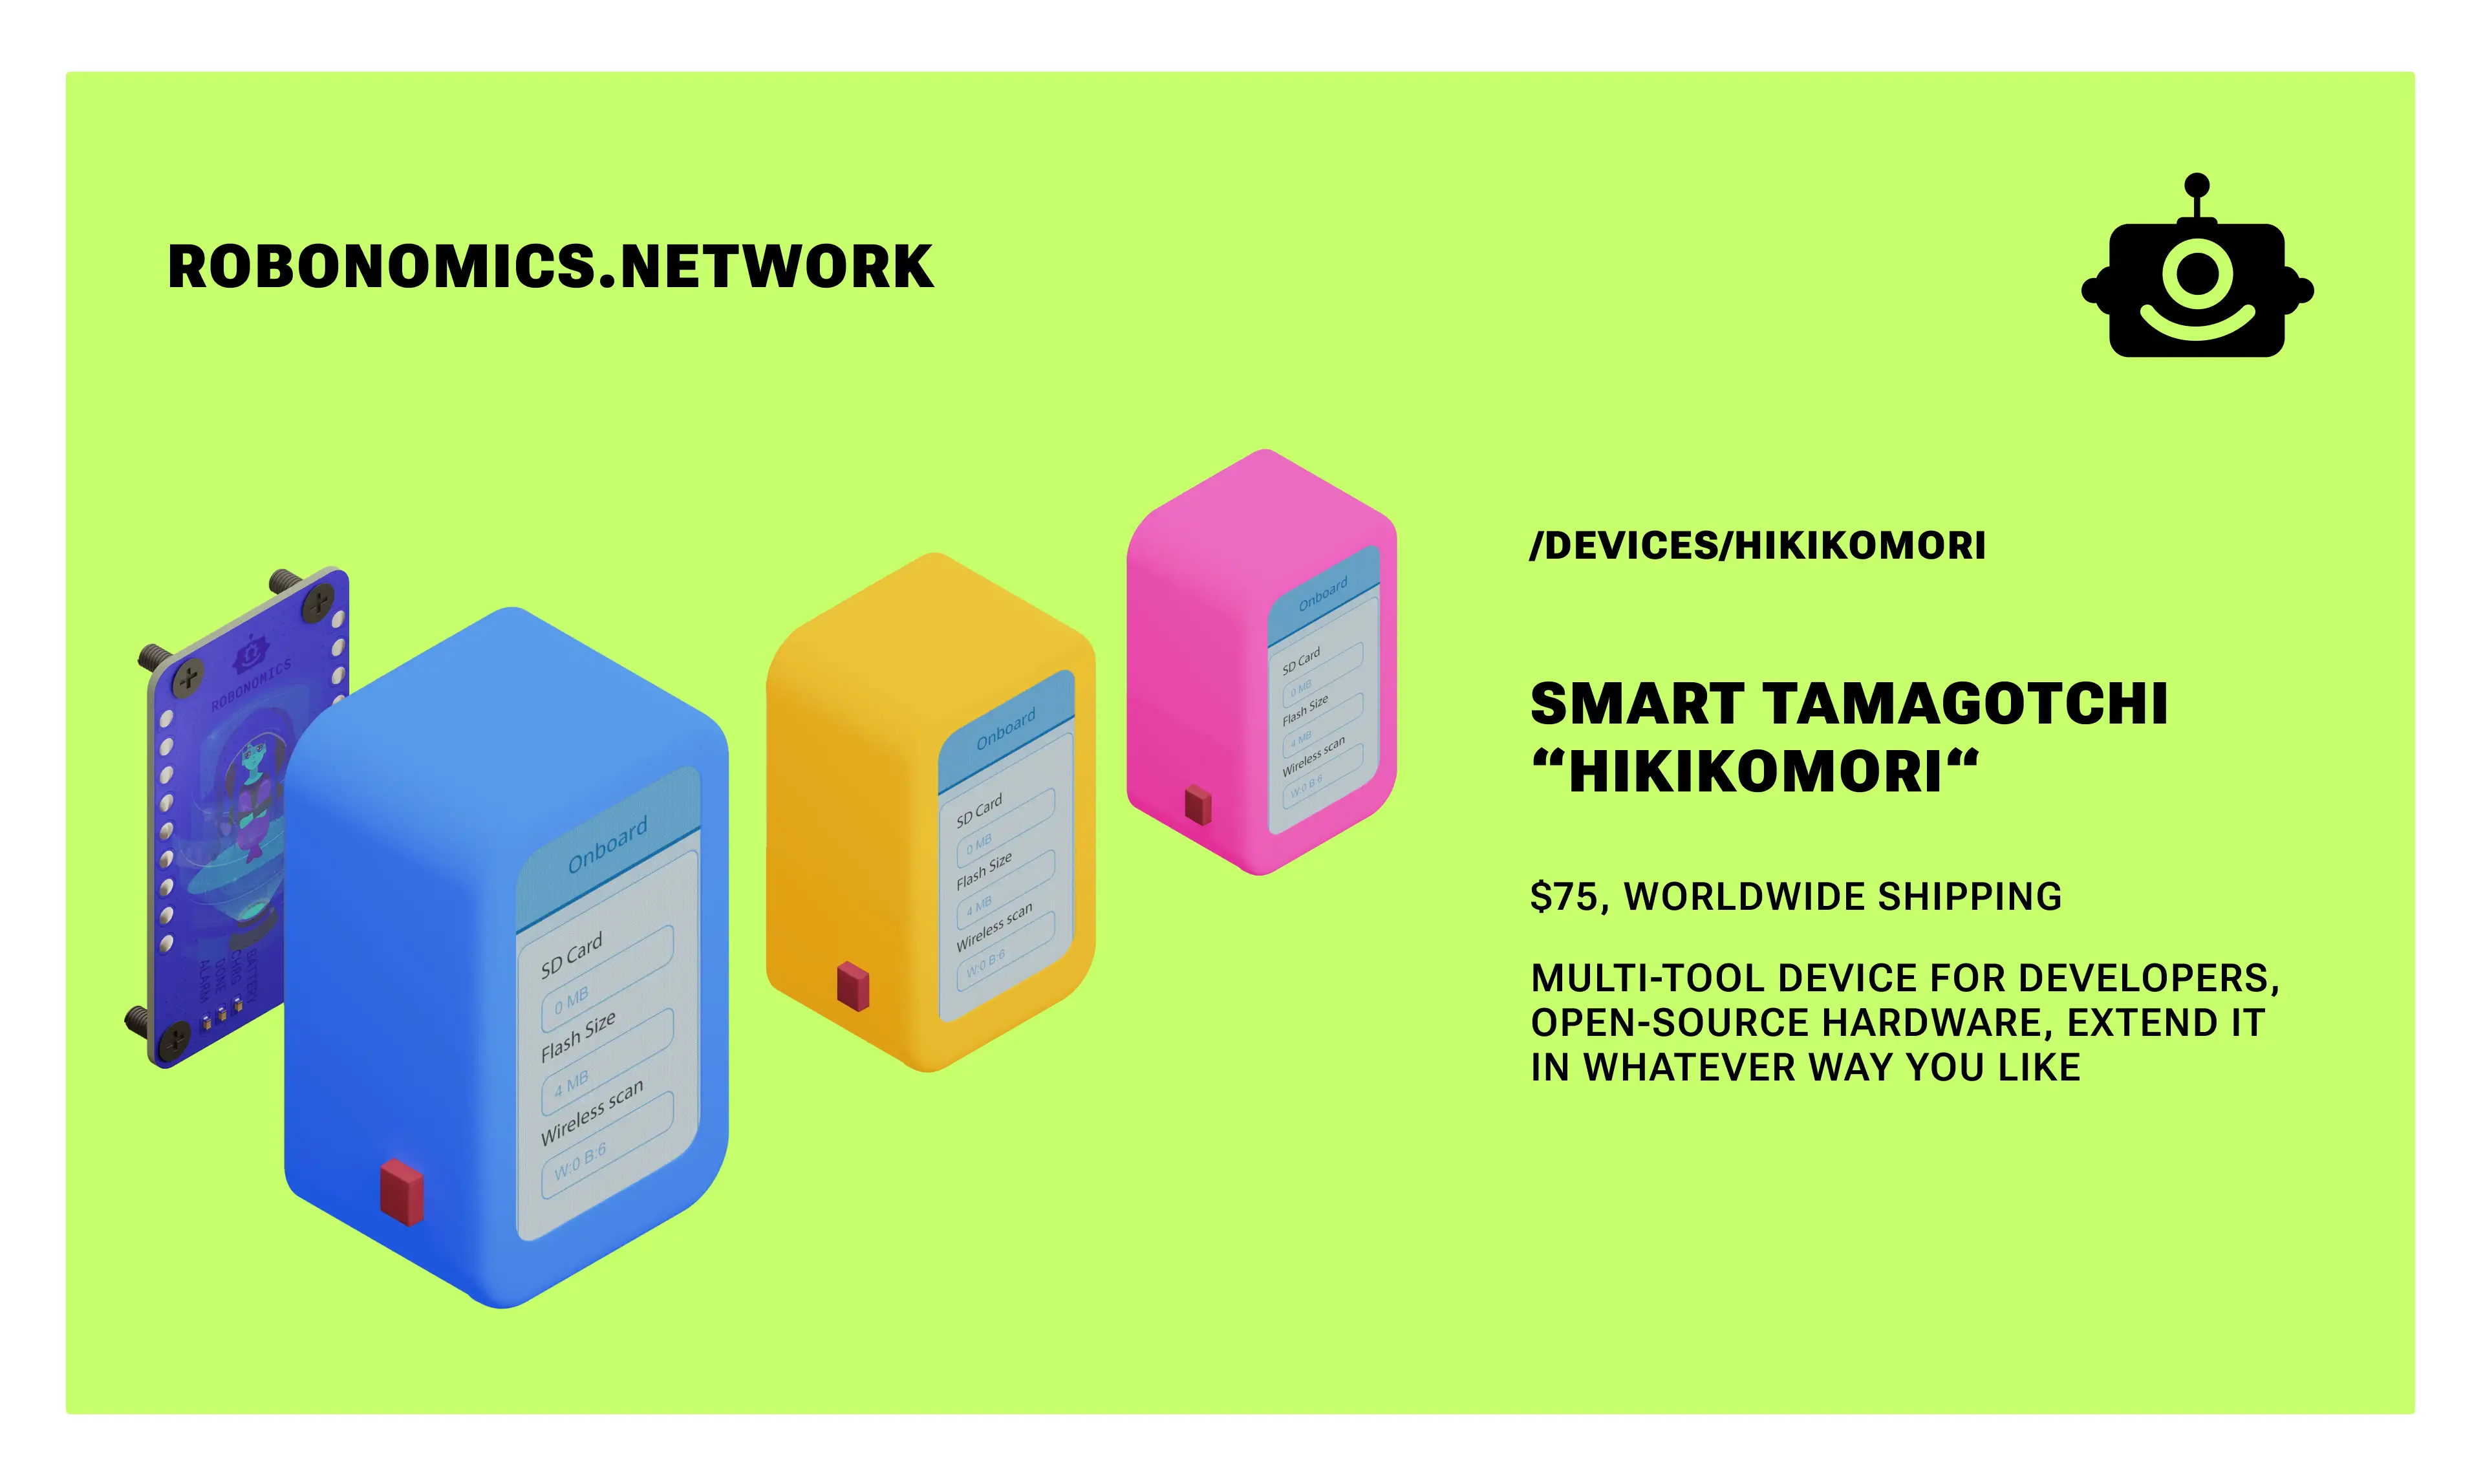 ROBONOMICS.NETWORK
/DEVICES/HIKIKOMORI
SMART TAMAGOTCHI
“HIKIKOMORI“
$75, WORLDWIDE SHIPPING
MULTI-TOOL DEVICE FOR DEVELOPERS,
OPEN-SOURCE HARDWARE, EXTEND IT
IN WHATEVER WAY YOU LIKE
ROBONOMICS
BATTERY
CHRG
DONE
ALARM
Onboard
SD Card
0 MB
Flash Size
4 MB
Wireless scan
W:0 B:6
Onboard
SD Card
0 MB
Flash Size
4 MB
Wireless scan
W:0 B:6
Onboard
SD Card
0 MB
Flash Size
4 MB
Wireless scan
W:0 B:6